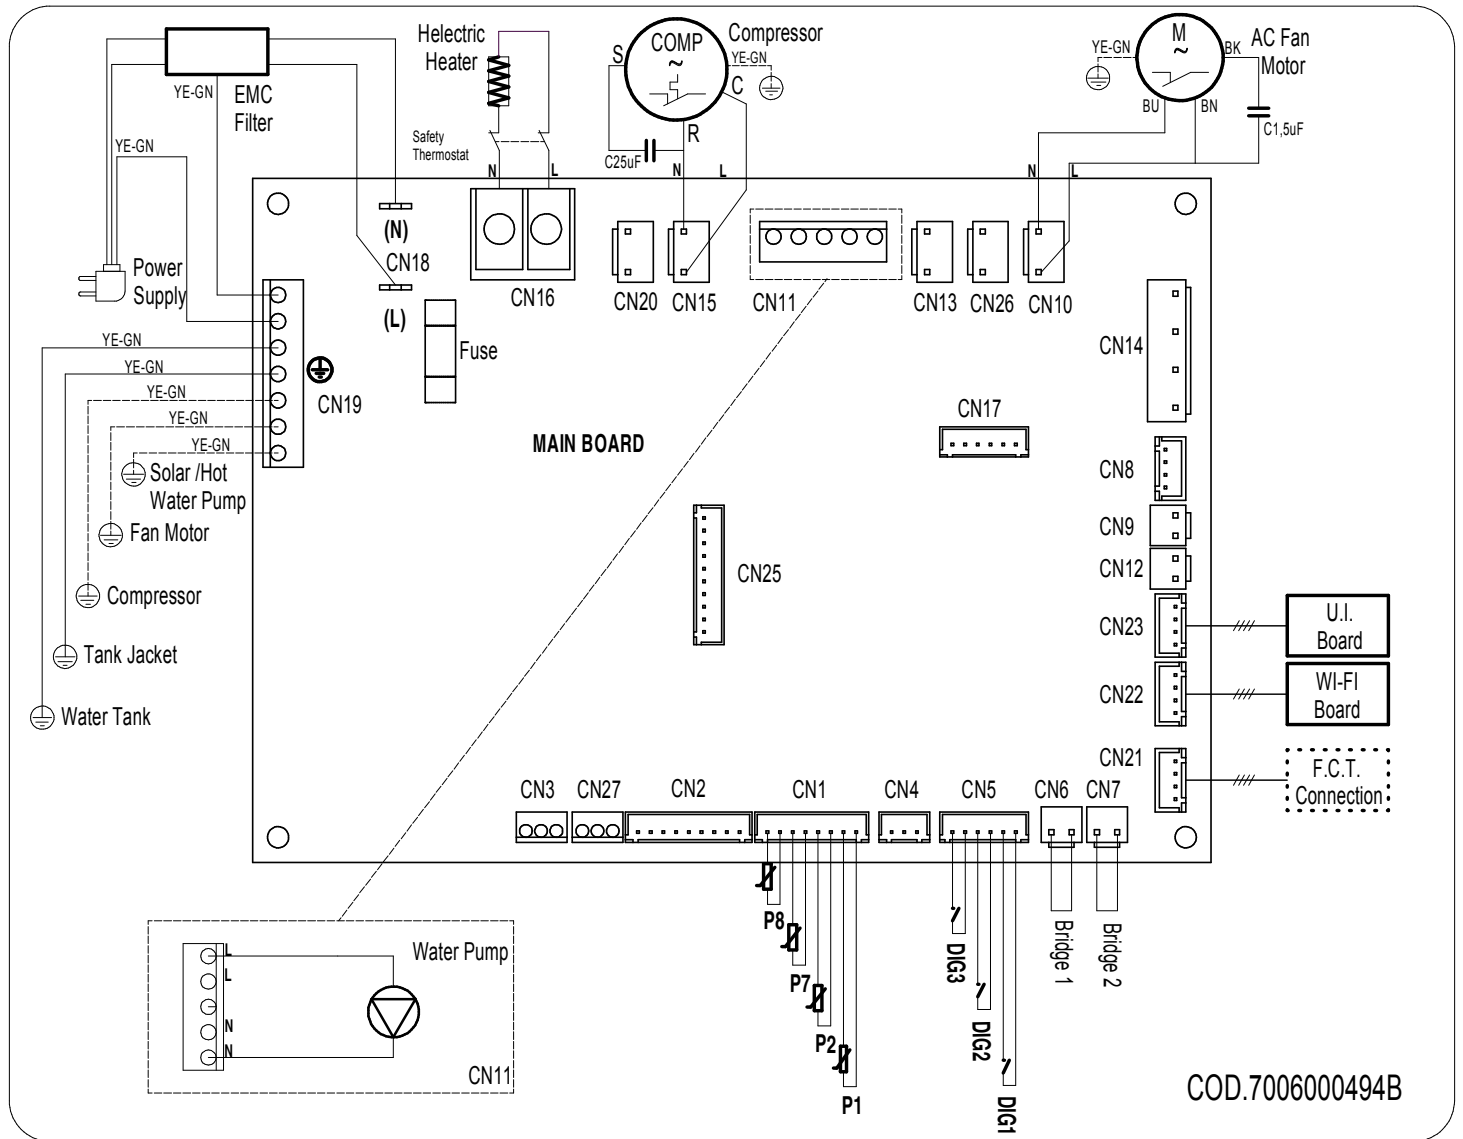 Helectric
Heater
COMP
~
S
C
R
Compressor
YE-GN
M
~
YE-GN
BK
AC Fan
Motor
BU
BN
C1,5uF
YE-GN
EMC
Filter
YE-GN
Safety
Thermostat
C25uF
N
L
N
L
N
L
(N)
CN18
(L)
Power
Supply
CN16
CN20
CN15
CN11
CN13
CN26
CN10
Fuse
CN14
YE-GN
YE-GN
YE-GN
YE-GN
YE-GN
CN19
CN17
MAIN BOARD
CN8
Solar /Hot
Water Pump
Fan Motor
CN9
CN12
CN25
Compressor
CN23
U.I.
Board
Tank Jacket
CN22
WI-FI
Board
Water Tank
CN21
F.C.T.
Connection
CN3
CN27
CN2
CN1
CN4
CN5
CN6
CN7
P8
P7
P2
P1
DIG3
DIG2
DIG1
Bridge 1
Bridge 2
Water Pump
L
L
N
N
CN11
COD.7006000494B